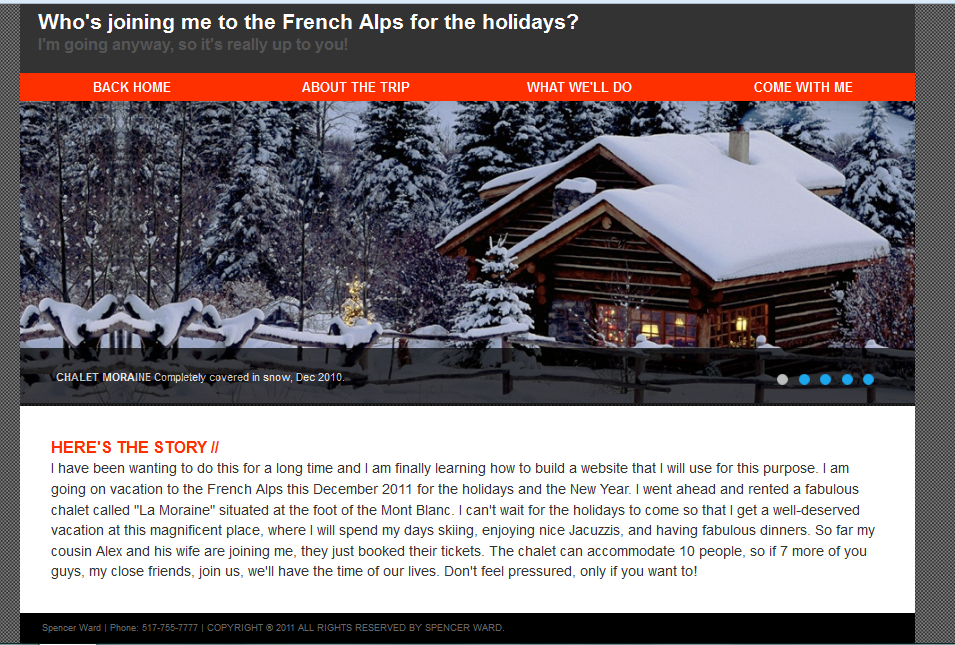 Who's joining me to the French Alps for the holidays?
I'm going anyway, so it's really up to you!
BACK HOME ABOUT THE TRIP WHAT WE'LL DO COME WITH ME
CHALET MORAINE Completely covered in snow, Dec 2010.
HERE'S THE STORY //
I have been wanting to do this for a long time and I am finally learning how to build a website that I will use for this purpose. I am
going on vacation to the French Alps this December 2011 for the holidays and the New Year. I went ahead and rented a fabulous
chalet called "La Moraine" situated at the foot of the Mont Blanc. I can't wait for the holidays to come so that I get a well-deserved
vacation at this magnificent place, where I will spend my days skiing, enjoying nice Jacuzzis, and having fabulous dinners. So far my
cousin Alex and his wife are joining me, they just booked their tickets. The chalet can accommodate 10 people, so if 7 more of you
guys, my close friends, join us, we'll have the time of our lives. Don't feel pressured, only if you want to!
Spencer Ward | Phone: 517-755-7777 | COPYRIGHT ® 2011 ALL RIGHTS RESERVED BY SPENCER WARD.